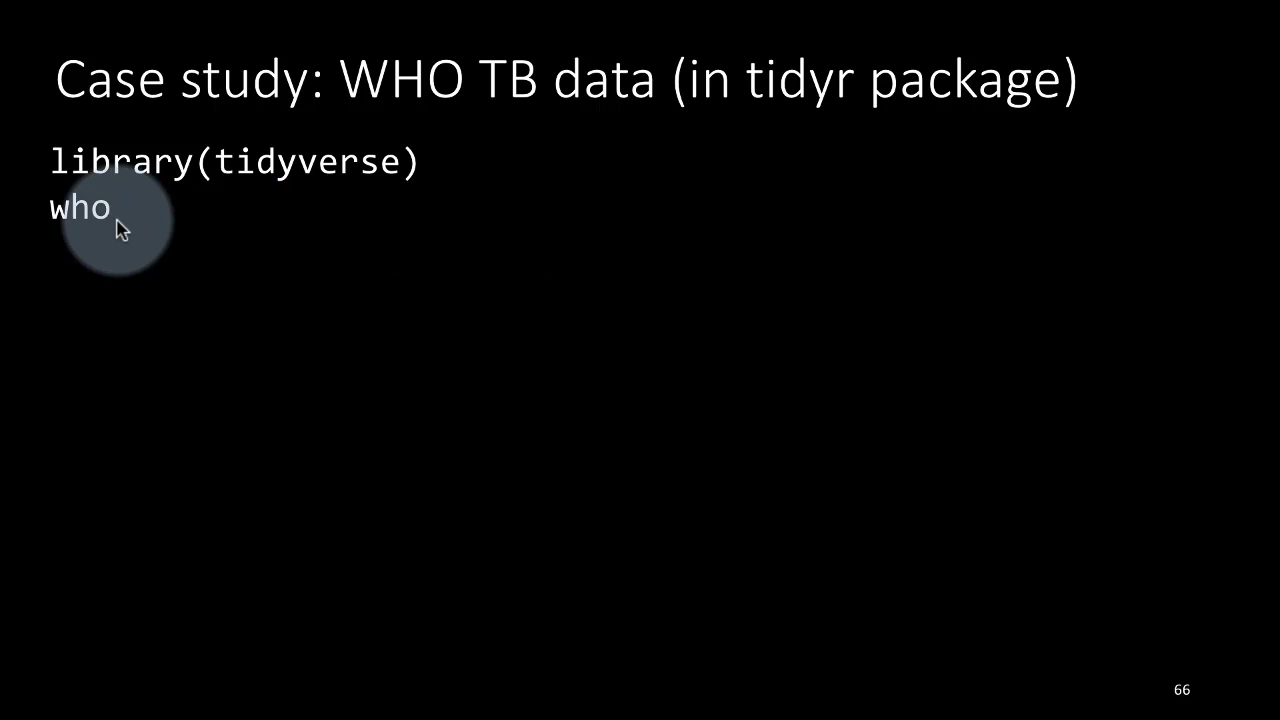 Case study: WHO TB data (in tidyr package)
library(tidyverse)
who
66